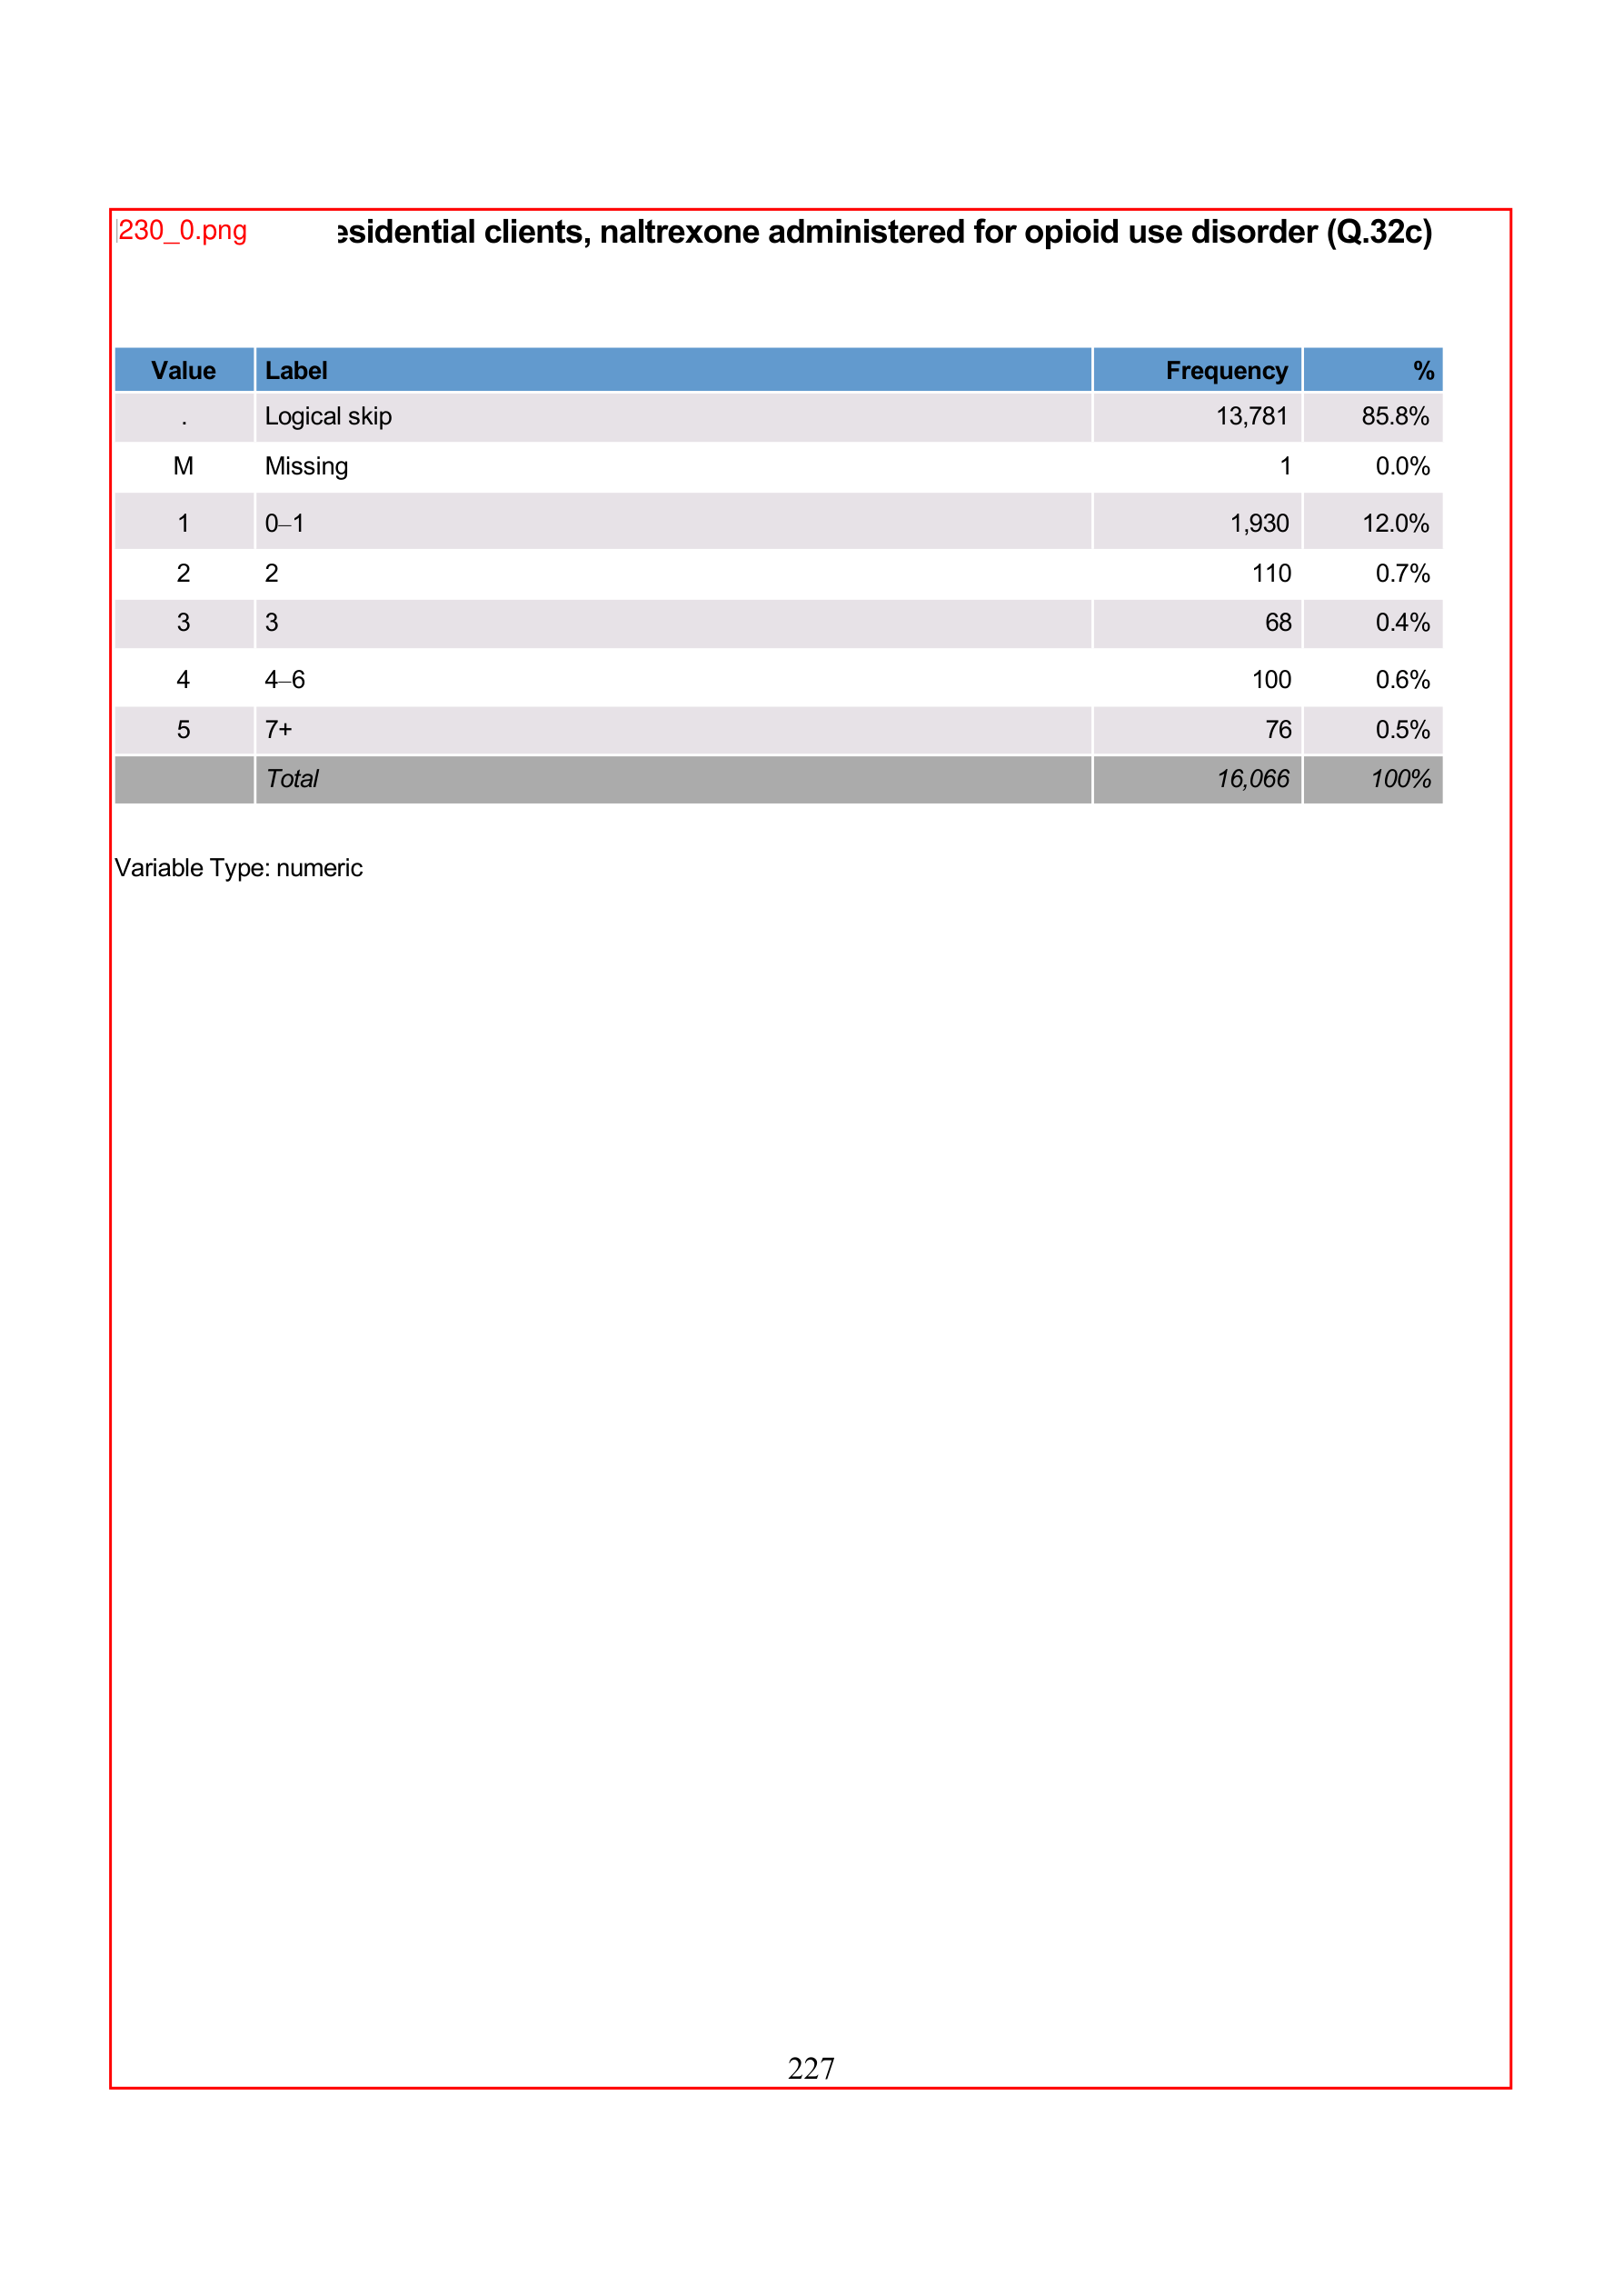 230_0.png
esidential clients, naltrexone administered for opioid use disorder (Q.32c)
Value Label Frequency %
. Logical skip 13,781 85.8%
M Missing 1 0.0%
1 0–1 1,930 12.0%
2 2 110 0.7%
3 3 68 0.4%
4 4–6 100 0.6%
5 7+ 76 0.5%
Total 16,066 100%
Variable Type: numeric
227